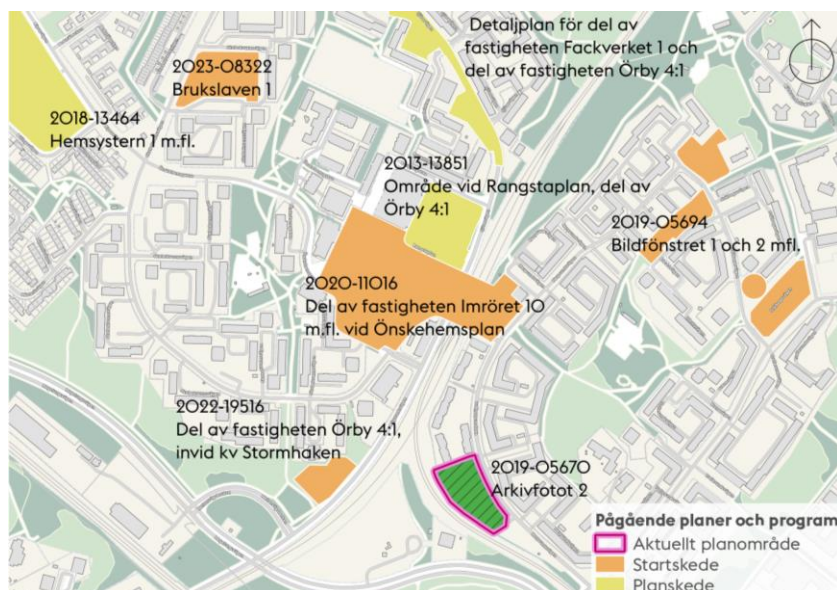 Detaljplan för del av
fastigheten Fackverket 1 och
del av fastigheten Örby 4:1
2023-08322
Brukslaven 1
2018-13464
Hemsystern 1 m.fl.
2013-13851
Område vid Rangstaplan, del av
Örby 4:1
2019-05694
Bildfönstret 1 och 2 mfl.
2020-11016
Del av fastigheten Imröret 10
m.fl. vid Önskehemsplan
2022-19516
Del av fastigheten Örby 4:1,
invid kv Stormhaken
2019-05670
Arkivfotot 2
Pågående planer och program
Aktuellt planområde
Startskede
Planskede